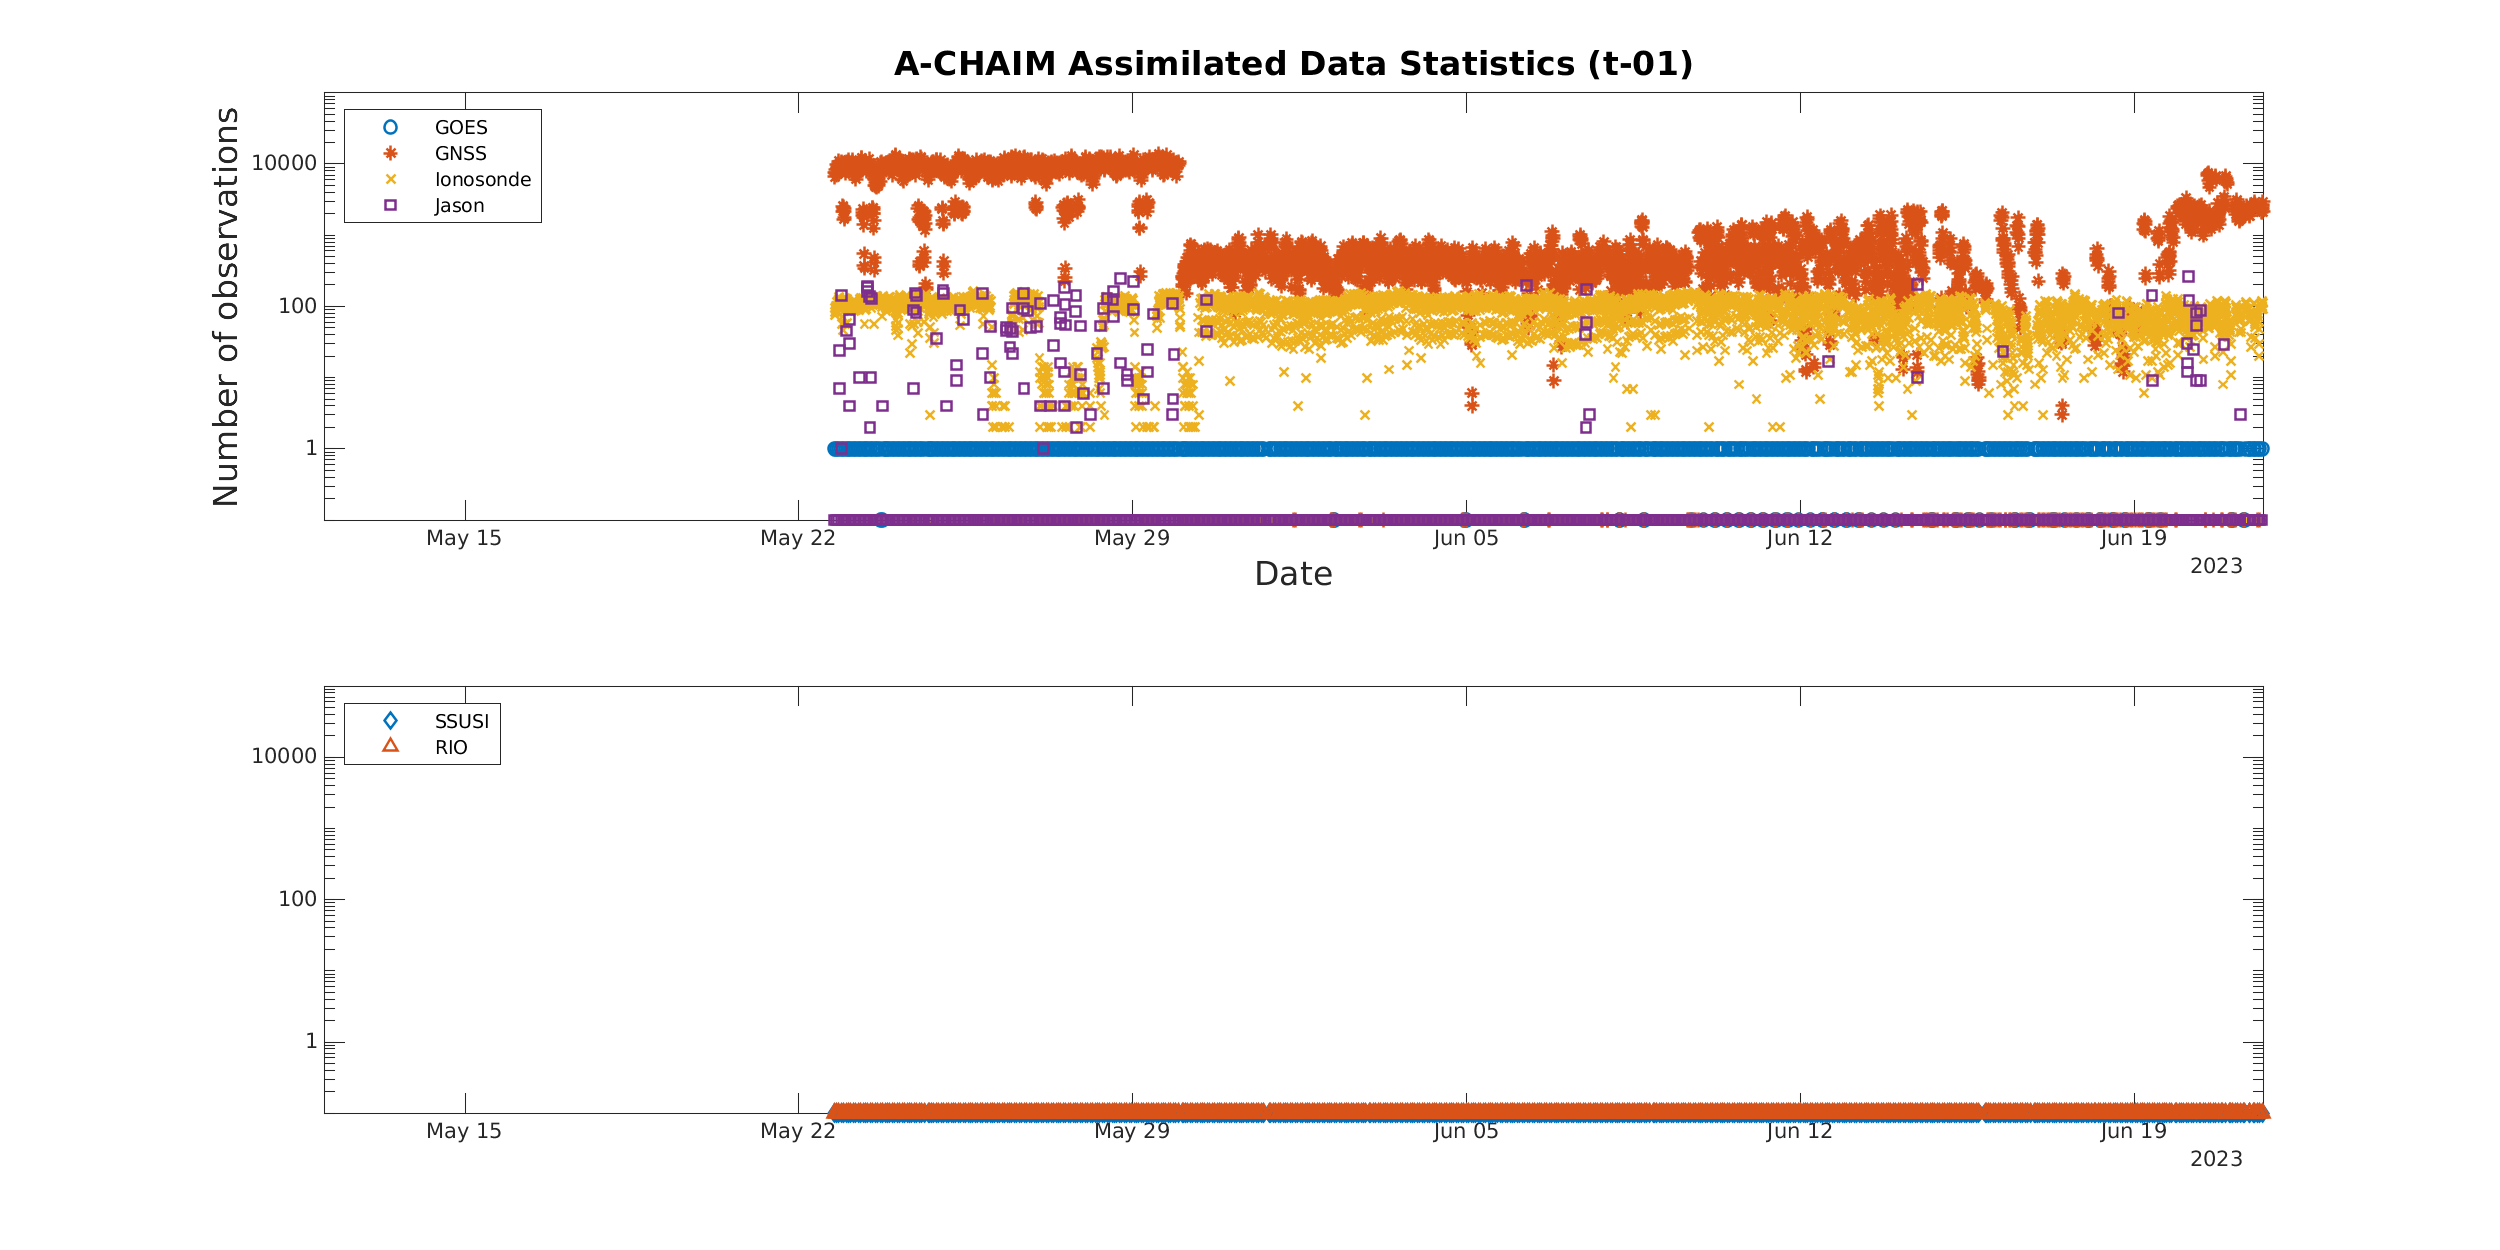 A-CHAIM Assimilated Data Statistics (t-01)
Number of observations
10000
100
1
GOES
GNSS
Ionosonde
Jason
May 15
May 22
May 29
Jun 05
Jun 12
Jun 19
2023
Date
10000
100
1
SSUSI
RIO
May 15
May 22
May 29
Jun 05
Jun 12
Jun 19
2023